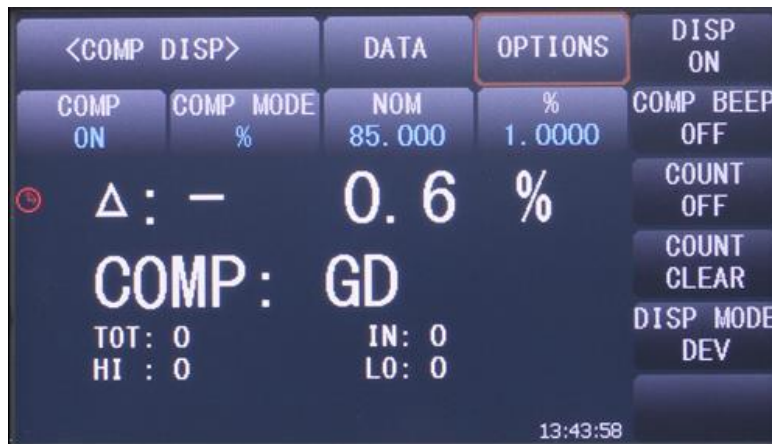 <COMP DISP>
DATA
OPTIONS
DISP
ON
COMP
ON
COMP MODE
%
NOM
85.000
%
1.0000
COMP BEEP
OFF
Δ: - 0.6 %
COUNT
OFF
COMP: GD
COUNT
CLEAR
TOT: 0 IN: 0
HI : 0 LO: 0
DISP MODE
DEV
13:43:58